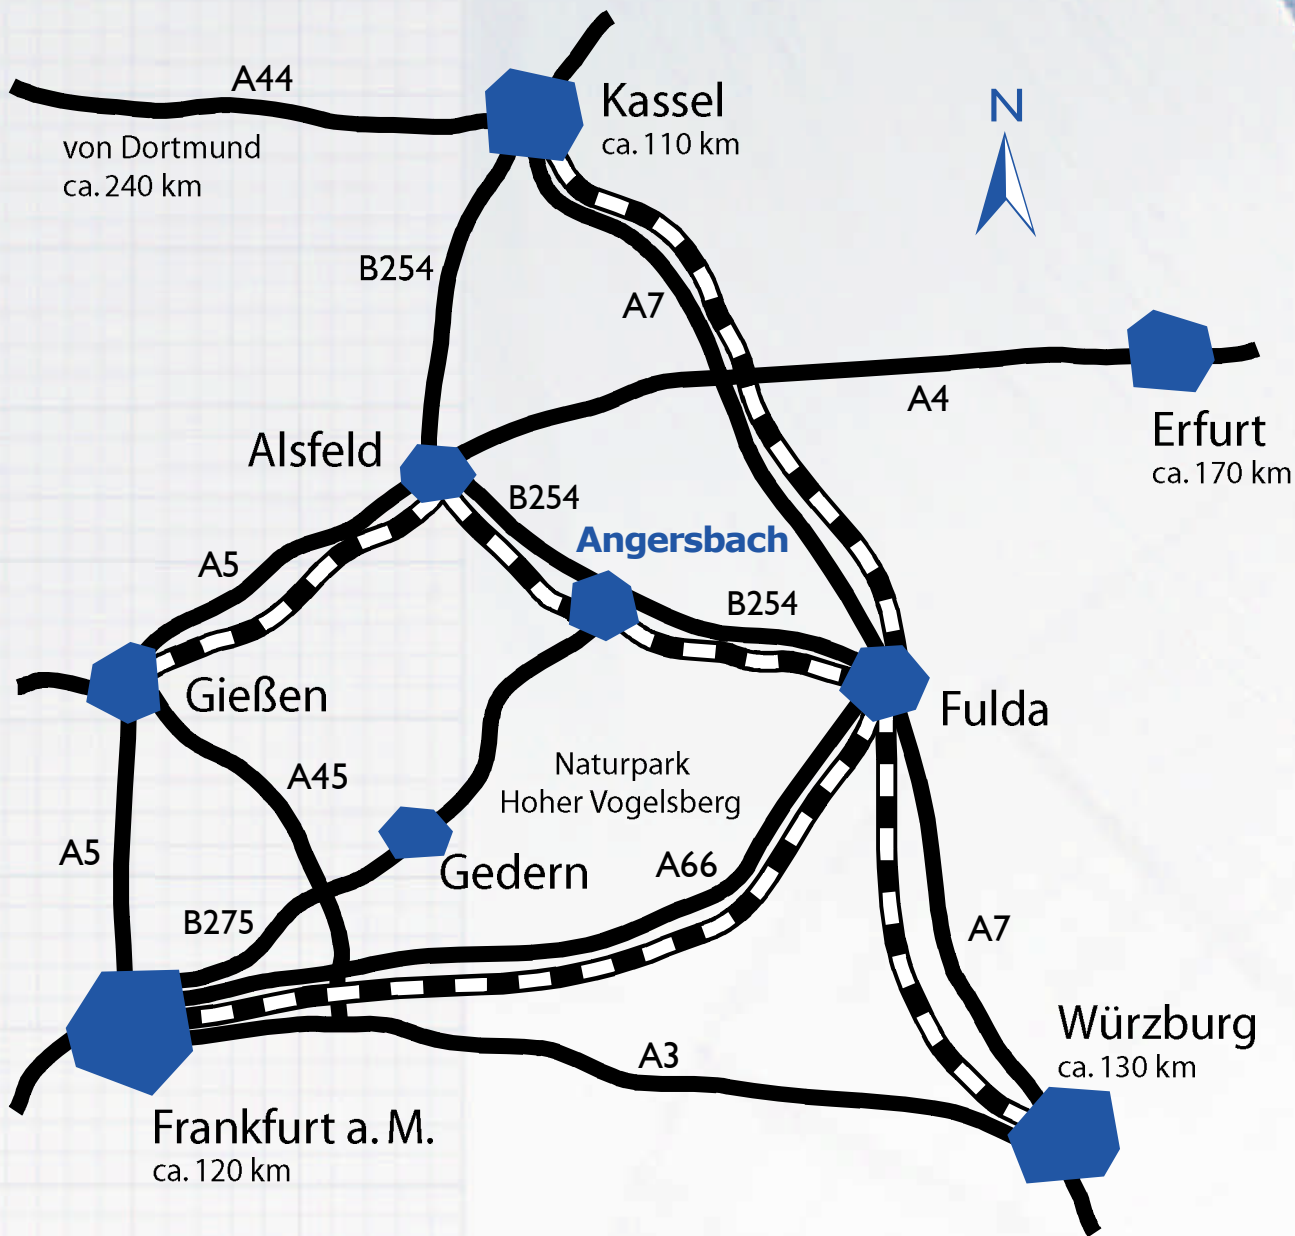 A44
von Dortmund
ca. 240 km
Kassel
ca. 110 km
N
B254
A7
A4
Erfurt
ca. 170 km
Alsfeld
B254
Angersbach
A5
B254
Gießen
Fulda
A45
Naturpark
Hoher Vogelsberg
A5
Gedern
A66
B275
A7
Würzburg
ca. 130 km
A3
Frankfurt a. M.
ca. 120 km